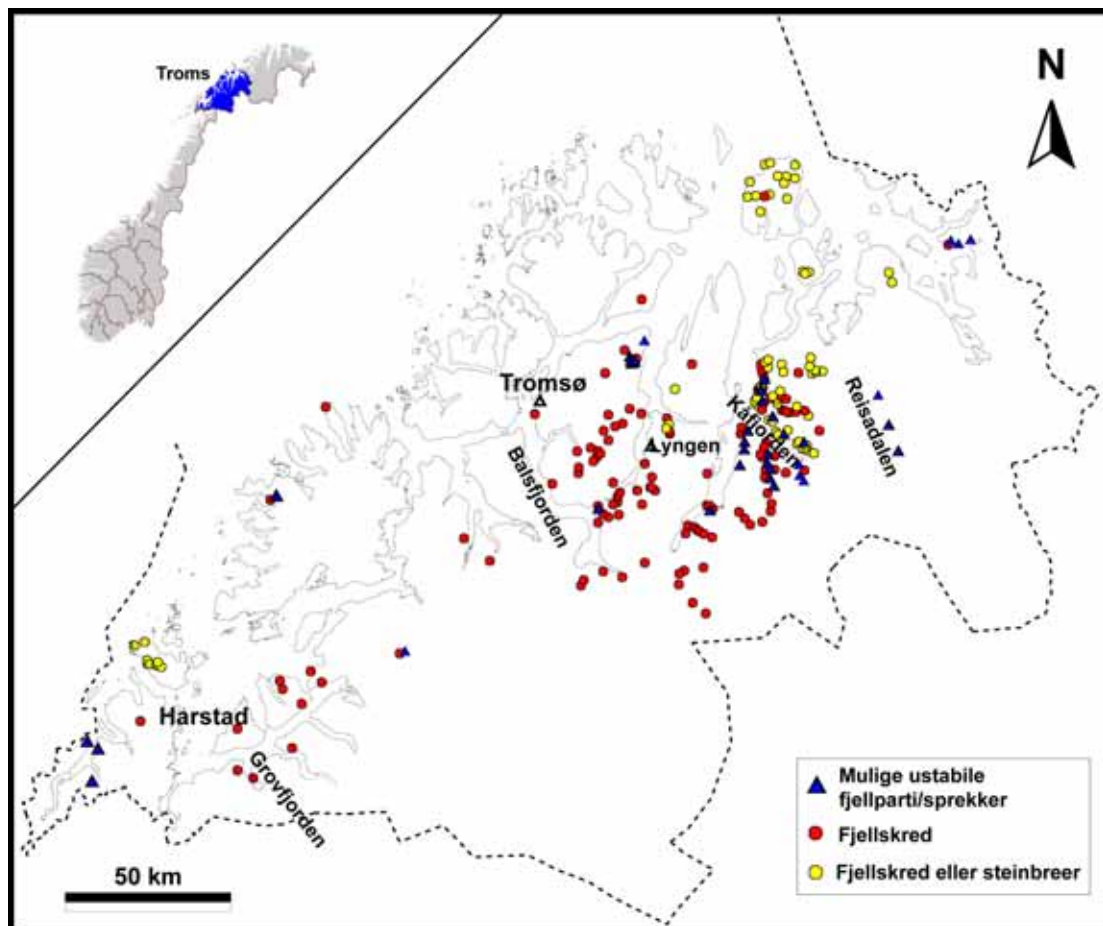 Troms
N
Tromsø
Lyngen
Kåfjorden
Reisadalen
Balsfjorden
Harstad
Grovfjorden
50 km
Mulige ustabile
fjellparti/sprekker
Fjellskred
Fjellskred eller steinbreer